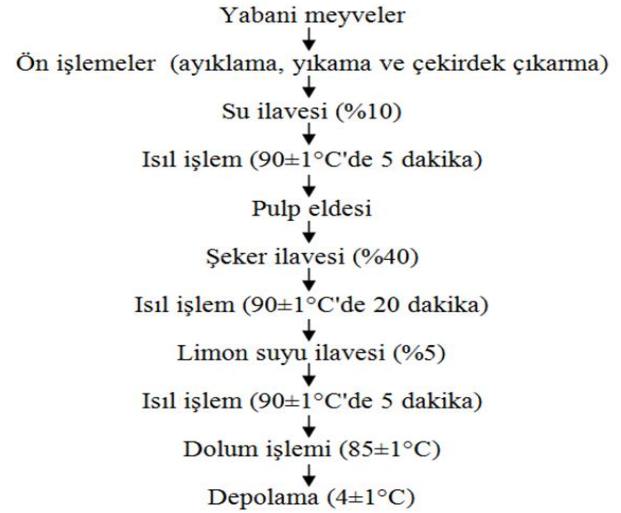 Yabani meyveler
Ön işlemeler (ayıklama, yıkama ve çekirdek çıkarma)
Su ilavesi (%10)
Isıl işlem (90±1°C'de 5 dakika)
Pulp eldesi
Şeker ilavesi (%40)
Isıl işlem (90±1°C'de 20 dakika)
Limon suyu ilavesi (%5)
Isıl işlem (90±1°C'de 5 dakika)
Dolum işlemi (85±1°C)
Depolama (4±1°C)